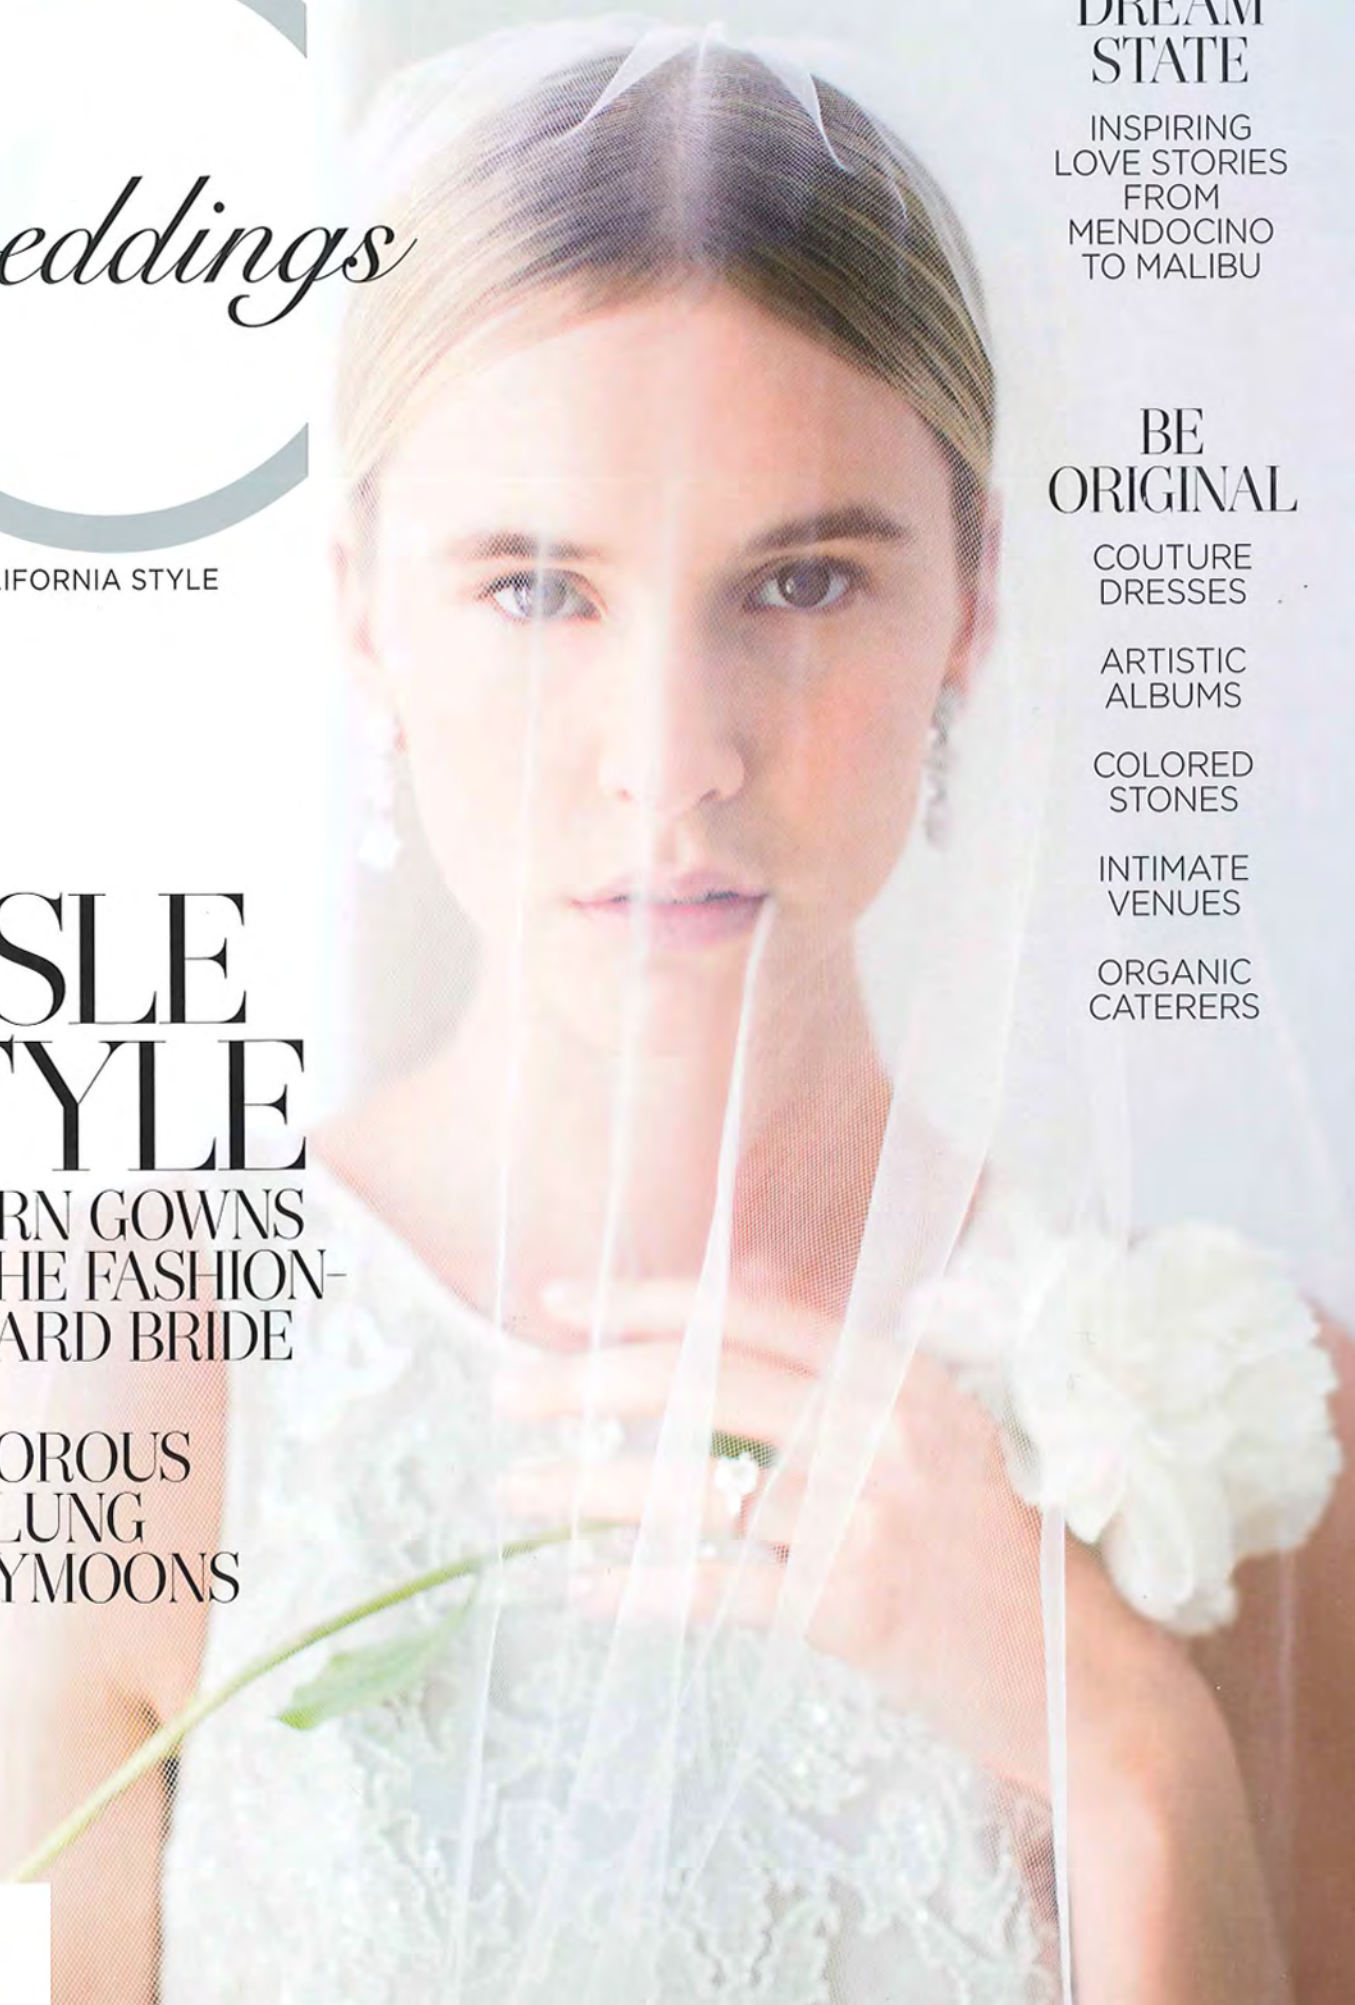 C
eddings
IFORNIA STYLE
SLE
TYLE
RN GOWNS
HE FASHION-
ARD BRIDE
OROUS
LUNG
YMOONS
DREAM
STATE
INSPIRING
LOVE STORIES
FROM
MENDOCINO
TO MALIBU
BE
ORIGINAL
COUTURE
DRESSES
ARTISTIC
ALBUMS
COLORED
STONES
INTIMATE
VENUES
ORGANIC
CATERERS